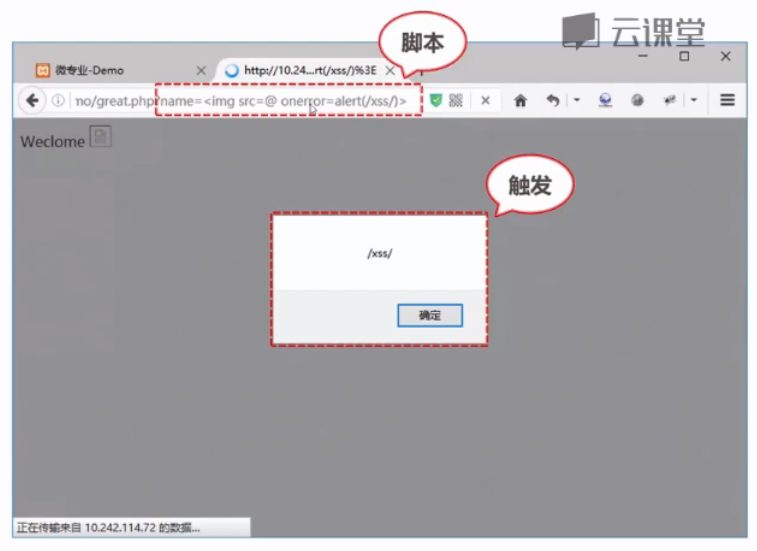 云课堂
脚本
微专业-Demo
http://10.24...rt(/xss/)%3E
no/great.php?name=<img src=@ onerror=alert(/xss/)>
Weclome
触发
/xss/
确定
正在传输来自 10.242.114.72 的数据...